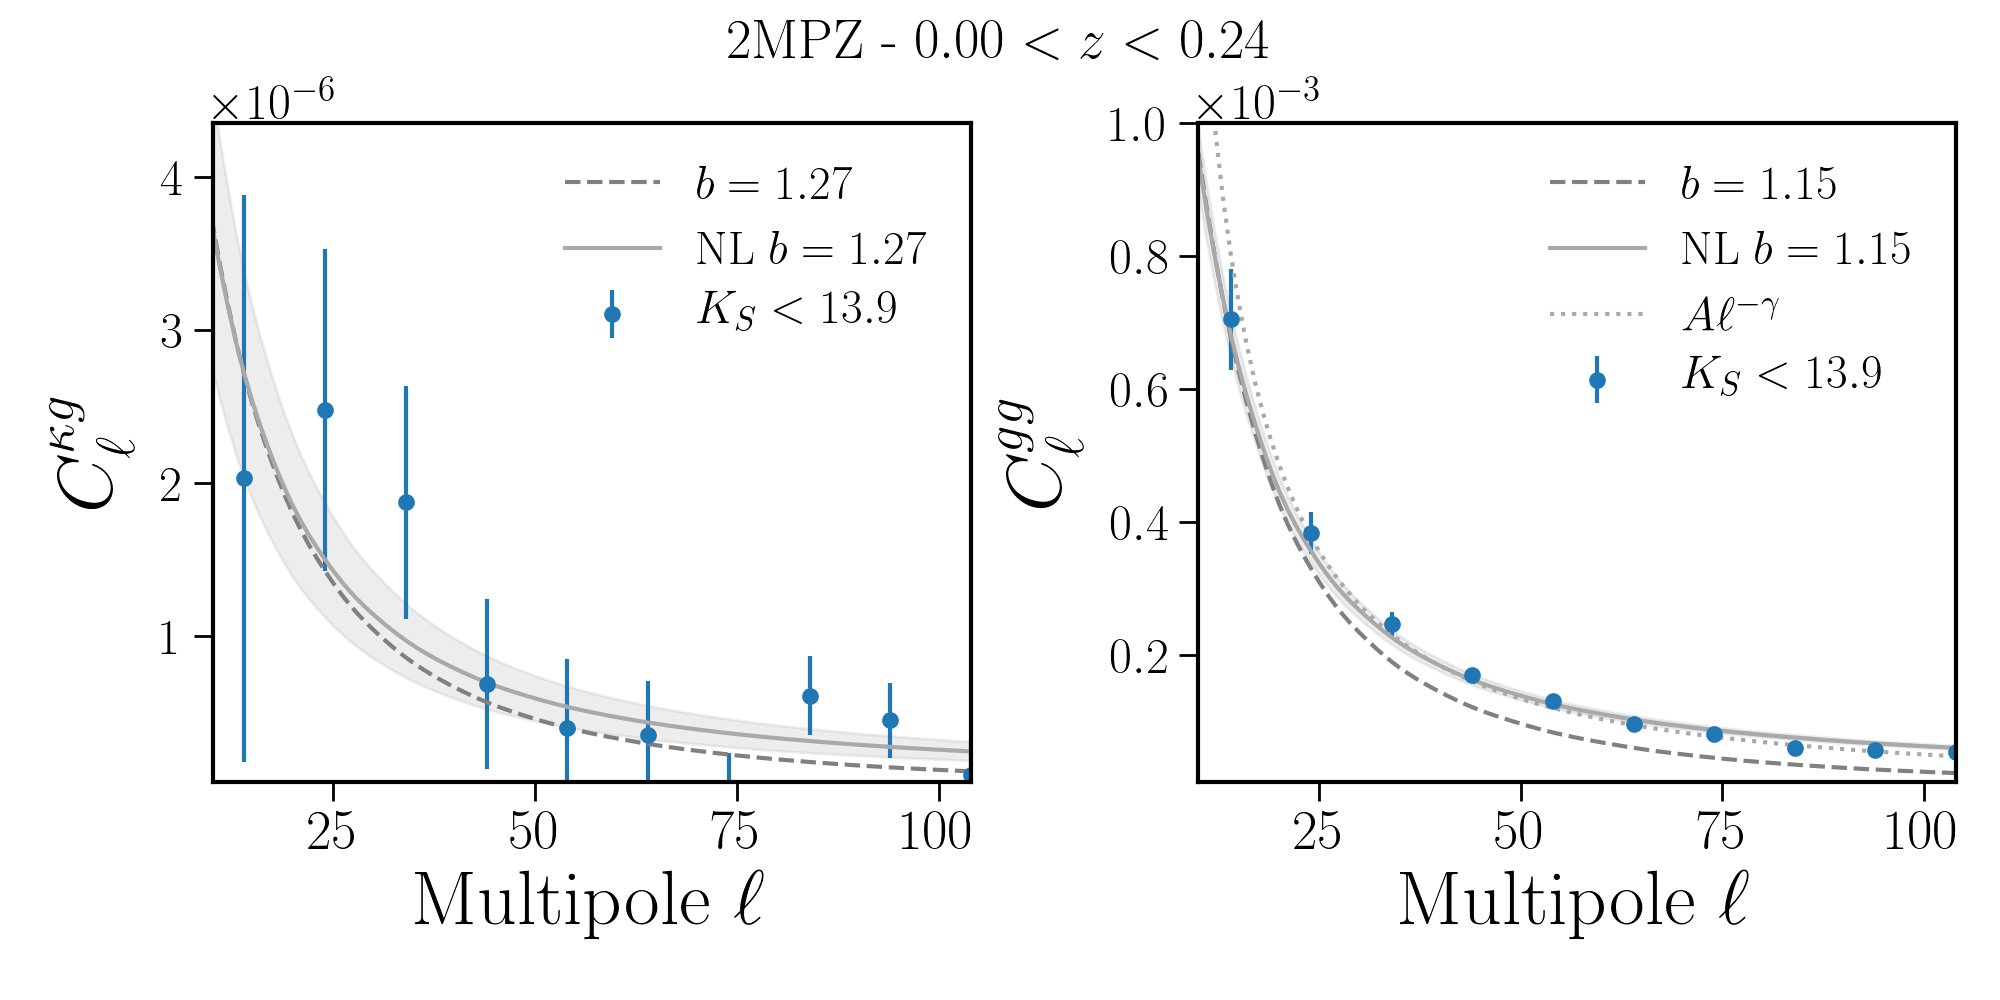 2MPZ - 0.00 < z < 0.24
×10⁻⁶
4
3
2
1
C_ℓ^{κg}
b = 1.27
NL b = 1.27
K_S < 13.9
25 50 75 100
Multipole ℓ
×10⁻³
1.0
0.8
0.6
0.4
0.2
C_ℓ^{gg}
b = 1.15
NL b = 1.15
Aℓ^{-γ}
K_S < 13.9
25 50 75 100
Multipole ℓ